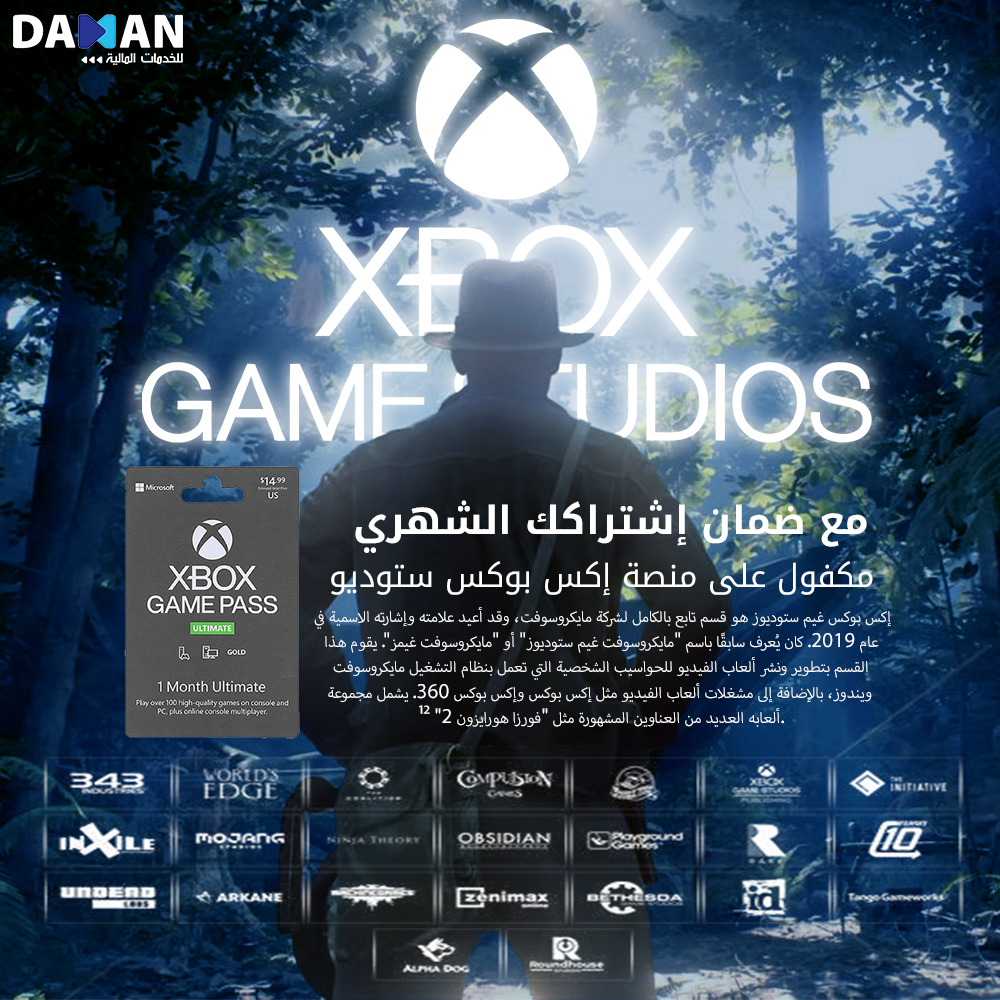 DAMAN
للخدمات المالية
XBOX
GAME STUDIOS
Microsoft
$14.99
US
XBOX
GAME PASS
ULTIMATE
GOLD
1 Month Ultimate
Play over 100 high-quality games on console and
PC, plus online console multiplayer.
مع ضمان إشتراكك الشهري
مكفول على منصة إكس بوكس ستوديو
إكس بوكس غيم ستوديوز هو قسم تابع بالكامل لشركة مايكروسوفت، وقد أعيد علامته وإشارته الاسمية في
عام 2019. كان يُعرف سابقًا باسم "مايكروسوفت غيم ستوديوز" أو "مايكروسوفت غيمز". يقوم هذا
القسم بتطوير ونشر ألعاب الفيديو للحواسيب الشخصية التي تعمل بنظام التشغيل مايكروسوفت
ويندوز، بالإضافة إلى مشغلات ألعاب الفيديو مثل إكس بوكس وإكس بوكس 360. يشمل مجموعة
.ألعابه العديد من العناوين المشهورة مثل "فورزا هورايزون 2" ¹²
343 INDUSTRIES
WORLD'S EDGE
THE COALITION
COMPULSION GAMES
XBOX GAME STUDIOS PUBLISHING
THE INITIATIVE
INXILE
MOJANG STUDIOS
NINJA THEORY
OBSIDIAN
Playground Games
R RARE
10
UNDEAD LABS
ARKANE
MACHINEGAMES
Zenimax online
BETHESDA
id
Tango Gameworks
ALPHA DOG
Roundhouse